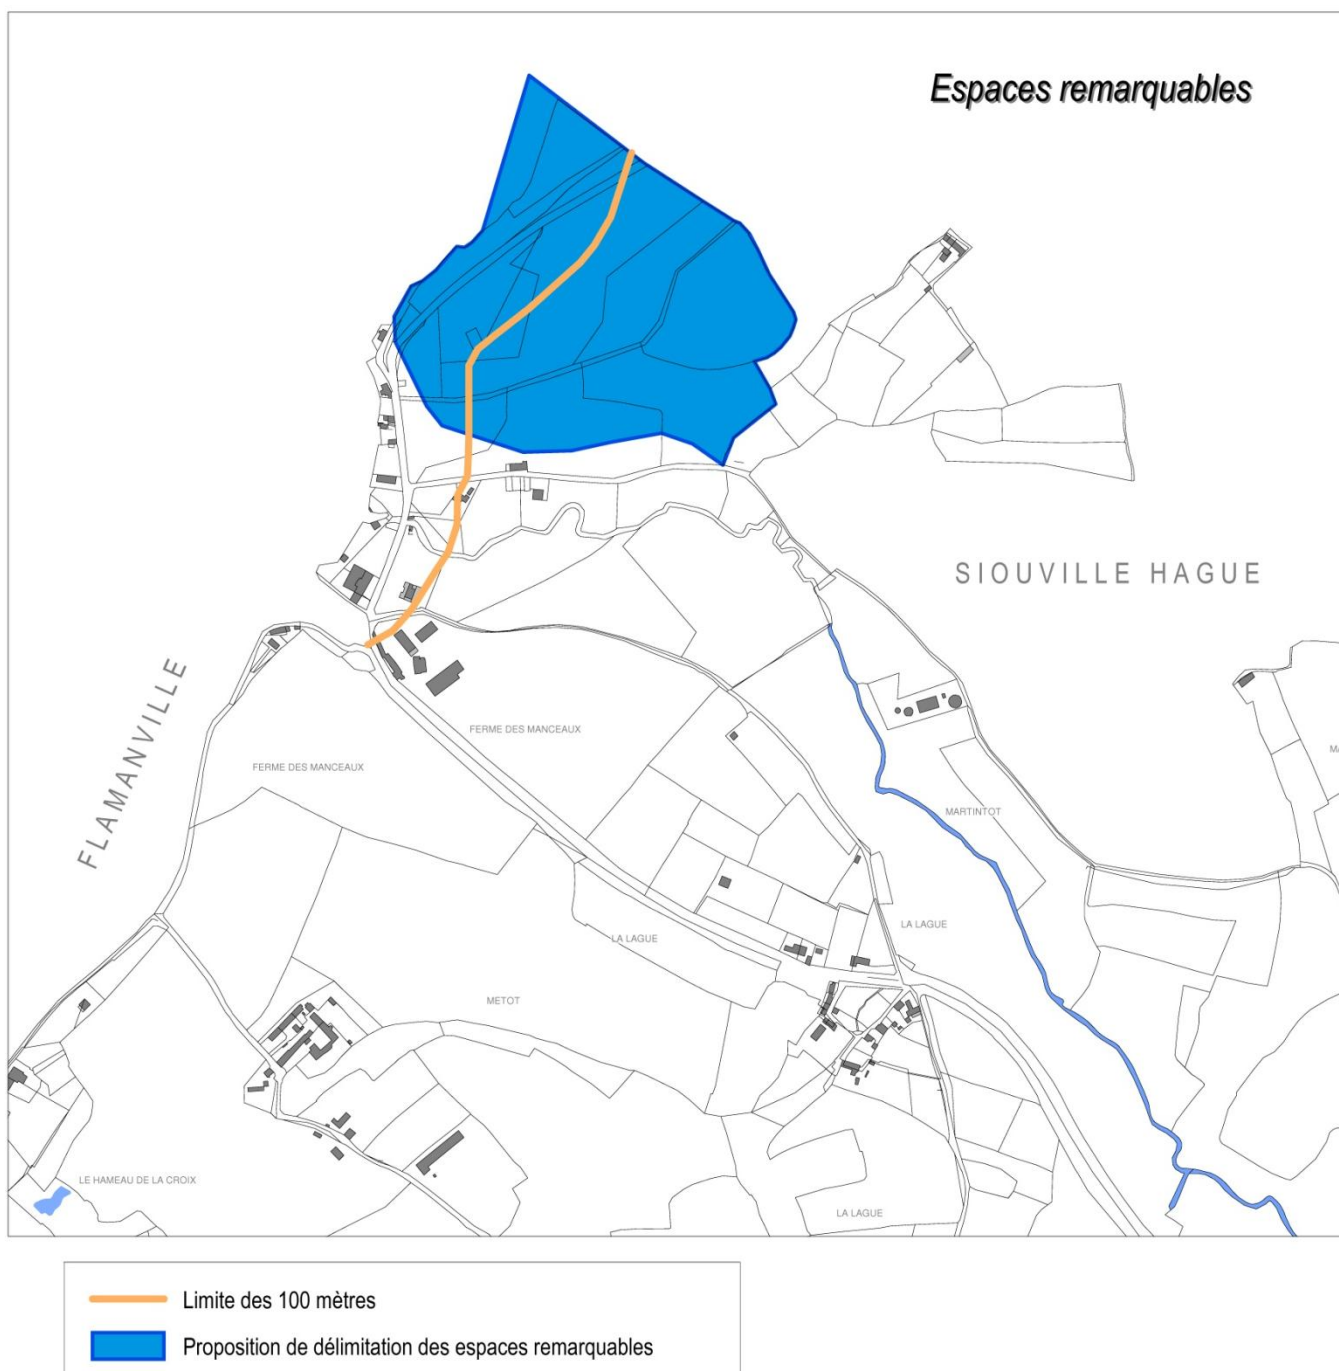 Espaces remarquables
SIOUVILLE HAGUE
FLAMANVILLE
FERME DES MANCEAUX
FERME DES MANCEAUX
MA
MARTINTOT
LA LAGUE
LA LAGUE
METOT
LE HAMEAU DE LA CROIX
LA LAGUE
Limite des 100 mètres
Proposition de délimitation des espaces remarquables